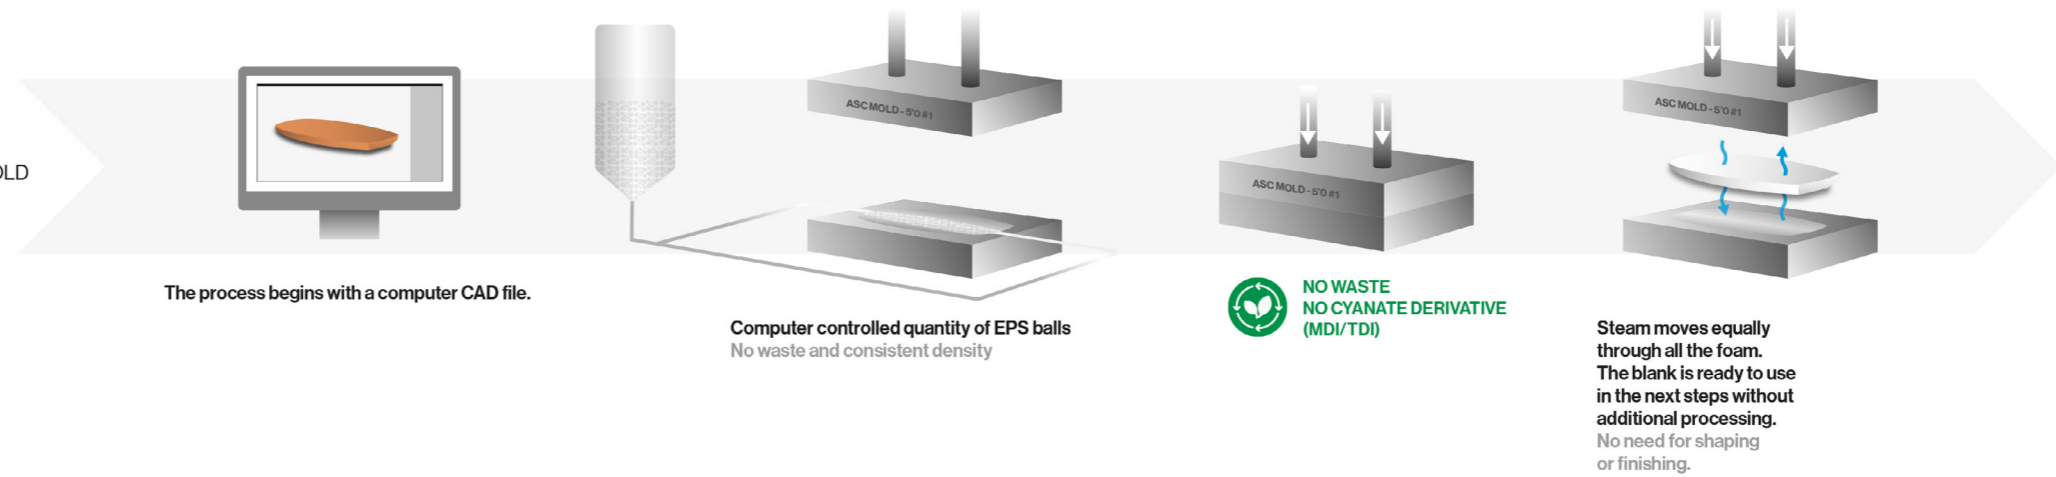 OLD
The process begins with a computer CAD file.
ASC MOLD - 5'0 #1
Computer controlled quantity of EPS balls
No waste and consistent density
ASC MOLD - 5'0 #1
NO WASTE
NO CYANATE DERIVATIVE
(MDI/TDI)
ASC MOLD - 5'0 #1
Steam moves equally
through all the foam.
The blank is ready to use
in the next steps without
additional processing.
No need for shaping
or finishing.